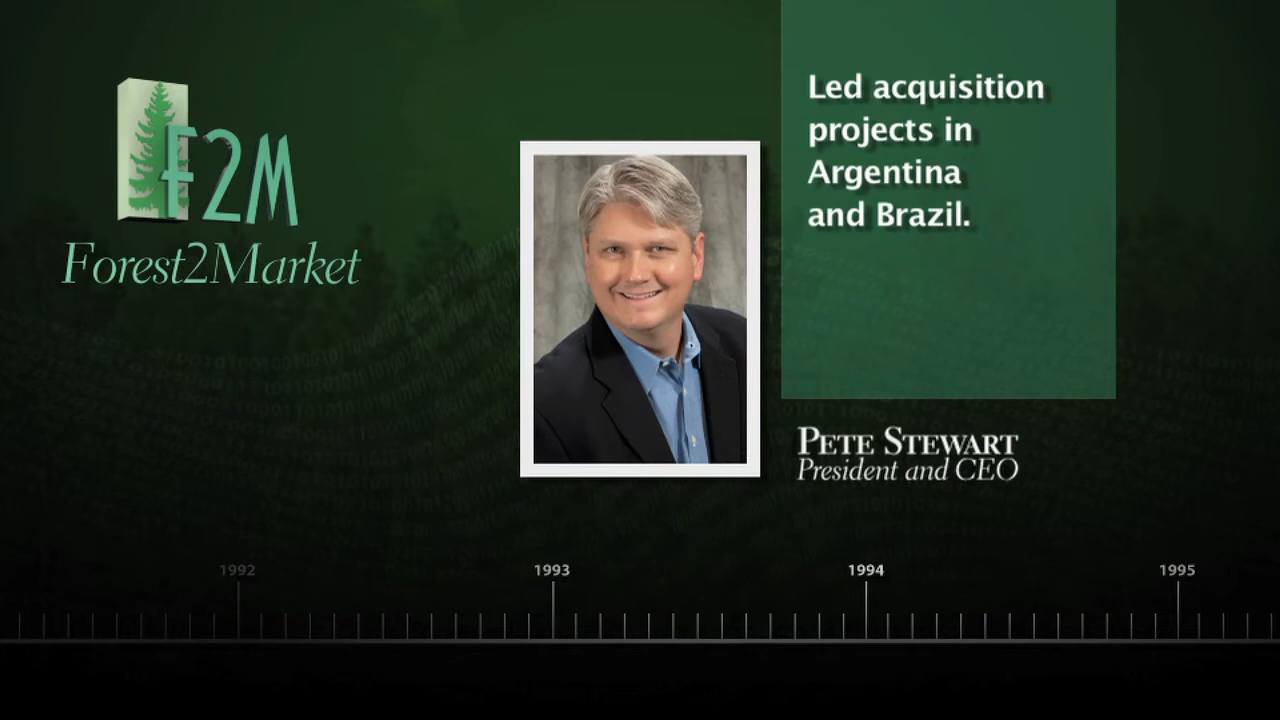 F2M
Forest2Market
Led acquisition
projects in
Argentina
and Brazil.
PETE STEWART
President and CEO
1992
1993
1994
1995